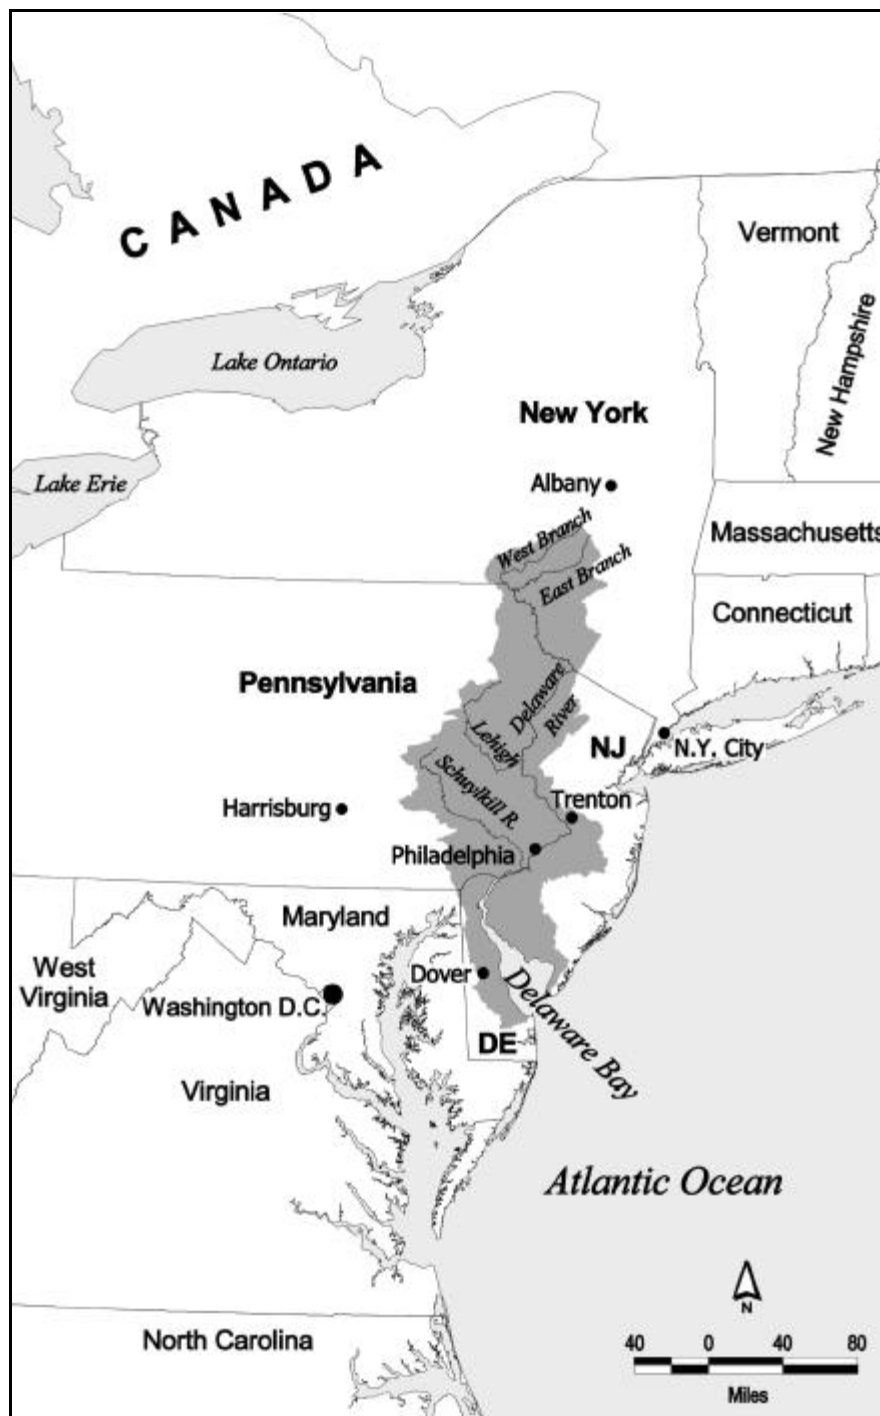 CANADA
Vermont
New Hampshire
Lake Ontario
New York
Lake Erie
Albany
West Branch
Massachusetts
East Branch
Connecticut
Pennsylvania
Delaware
River
Lehigh
NJ
N.Y. City
Schuylkill R.
Trenton
Harrisburg
Philadelphia
Maryland
West
Virginia
Dover
Washington D.C.
Delaware Bay
DE
Virginia
Atlantic Ocean
N
North Carolina
40 0 40 80
Miles